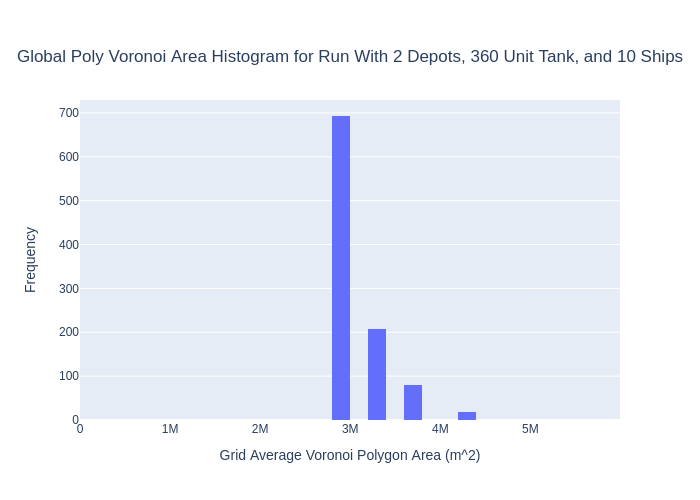 Global Poly Voronoi Area Histogram for Run With 2 Depots, 360 Unit Tank, and 10 Ships
700
600
500
400
300
200
100
0
Frequency
0 1M 2M 3M 4M 5M
Grid Average Voronoi Polygon Area (m^2)